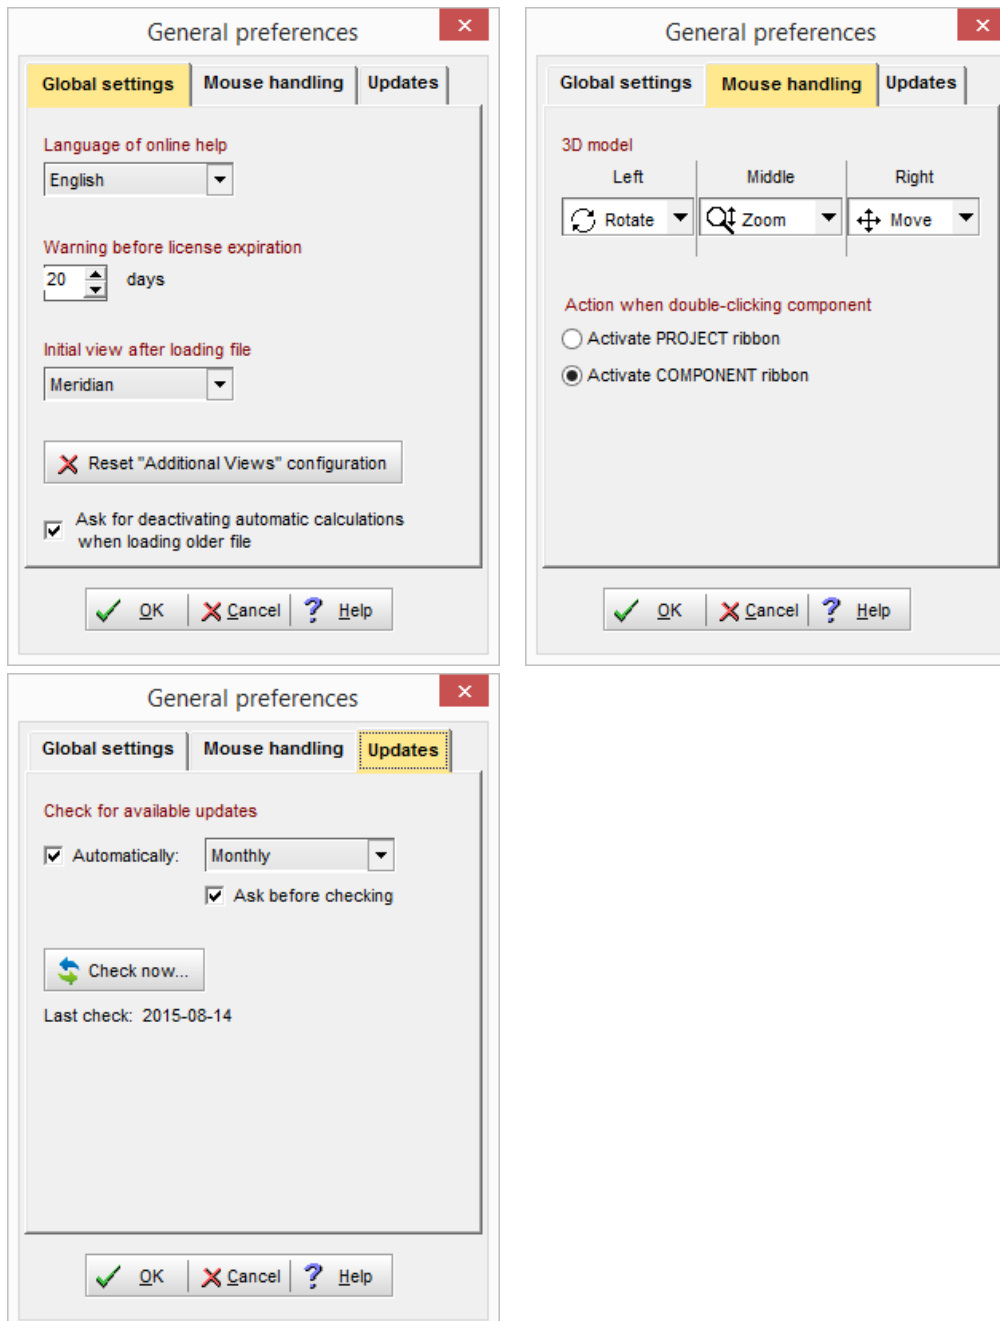 General preferences
Global settings Mouse handling Updates
Language of online help
English
Warning before license expiration
20 days
Initial view after loading file
Meridian
Reset "Additional Views" configuration
Ask for deactivating automatic calculations
when loading older file
OK Cancel Help
General preferences
Global settings Mouse handling Updates
3D model
Left Middle Right
Rotate Zoom Move
Action when double-clicking component
Activate PROJECT ribbon
Activate COMPONENT ribbon
OK Cancel Help
General preferences
Global settings Mouse handling Updates
Check for available updates
Automatically: Monthly
Ask before checking
Check now...
Last check: 2015-08-14
OK Cancel Help